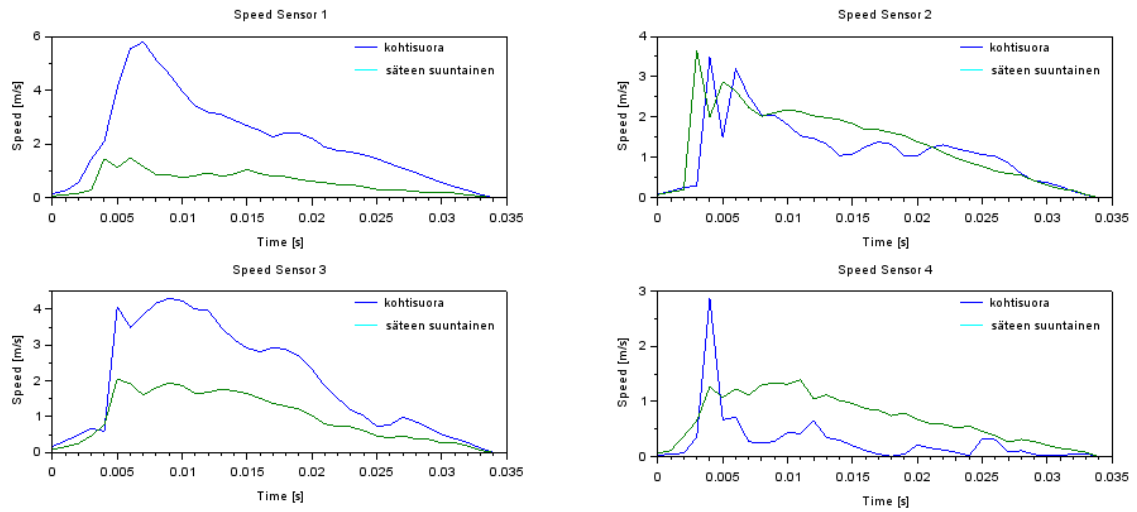 Speed Sensor 1
6
4
2
0
Speed [m/s]
kohtisuora
säteen suuntainen
0
0.005
0.01
0.015
0.02
0.025
0.03
0.035
Time [s]
Speed Sensor 2
4
3
2
1
0
Speed [m/s]
kohtisuora
säteen suuntainen
0
0.005
0.01
0.015
0.02
0.025
0.03
0.035
Time [s]
Speed Sensor 3
4
3
2
1
0
Speed [m/s]
kohtisuora
säteen suuntainen
0
0.005
0.01
0.015
0.02
0.025
0.03
0.035
Time [s]
Speed Sensor 4
3
2
1
0
Speed [m/s]
kohtisuora
säteen suuntainen
0
0.005
0.01
0.015
0.02
0.025
0.03
0.035
Time [s]